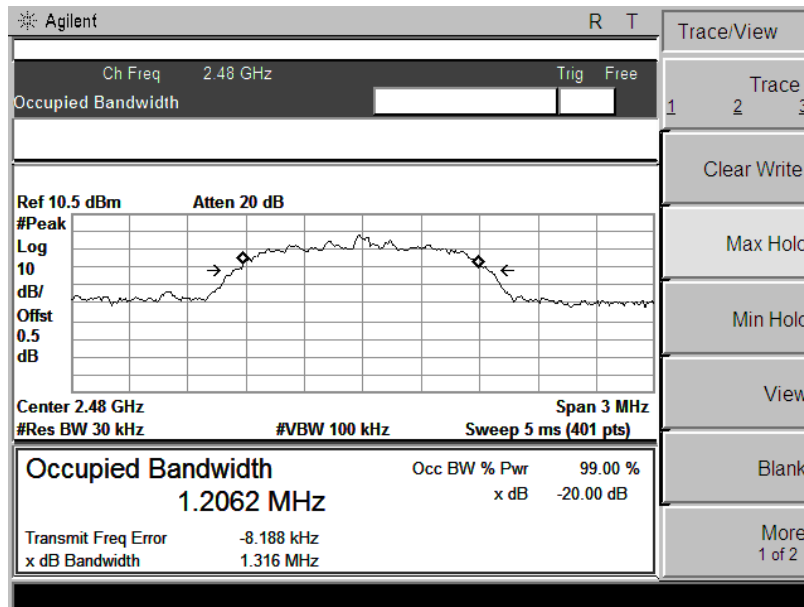 Agilent R T
Ch Freq 2.48 GHz Trig Free
Occupied Bandwidth
Ref 10.5 dBm Atten 20 dB
#Peak
Log
10
dB/
Offst
0.5
dB
Center 2.48 GHz Span 3 MHz
#Res BW 30 kHz #VBW 100 kHz Sweep 5 ms (401 pts)
Occupied Bandwidth Occ BW % Pwr 99.00 %
1.2062 MHz x dB -20.00 dB
Transmit Freq Error -8.188 kHz
x dB Bandwidth 1.316 MHz
Trace/View
Trace
1 2 3
Clear Write
Max Hold
Min Hold
View
Blank
More
1 of 2